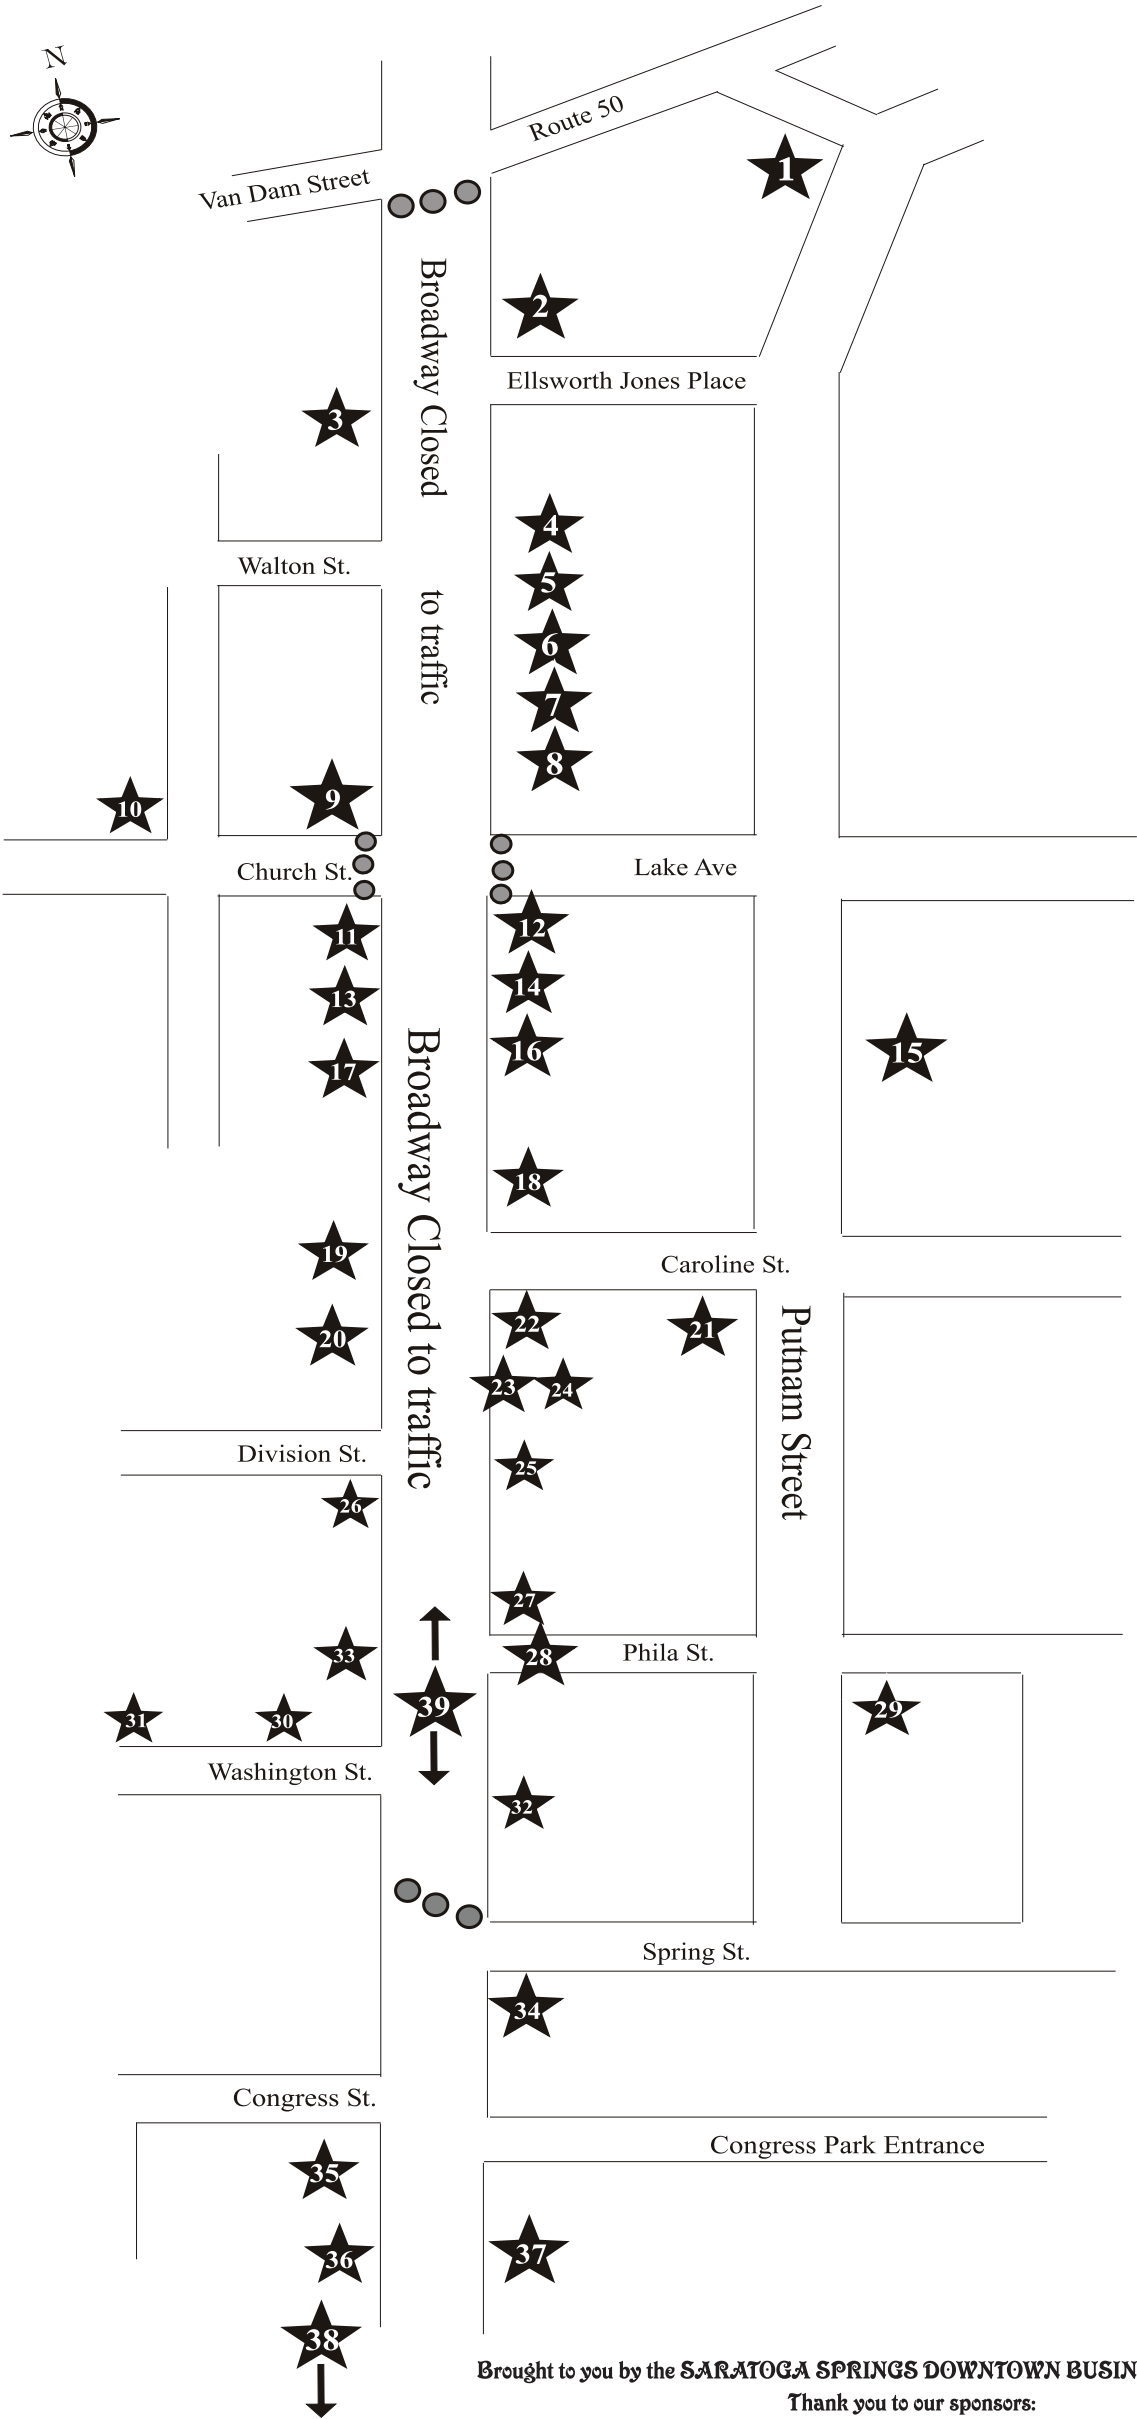 N
Route 50
Van Dam Street
1
2
Broadway Closed
Ellsworth Jones Place
3
4
Walton St.
5
to traffic
6
7
8
9
10
Church St.
Lake Ave
11
12
13
14
15
16
17
Broadway Closed to traffic
18
19
Caroline St.
20
21
22
Putnam Street
23
24
Division St.
25
26
27
28
Phila St.
33
39
29
31
30
Washington St.
32
Spring St.
34
Congress St.
Congress Park Entrance
35
36
37
38
Brought to you by the SARATOGA SPRINGS DOWNTOWN BUSIN
Thank you to our sponsors: